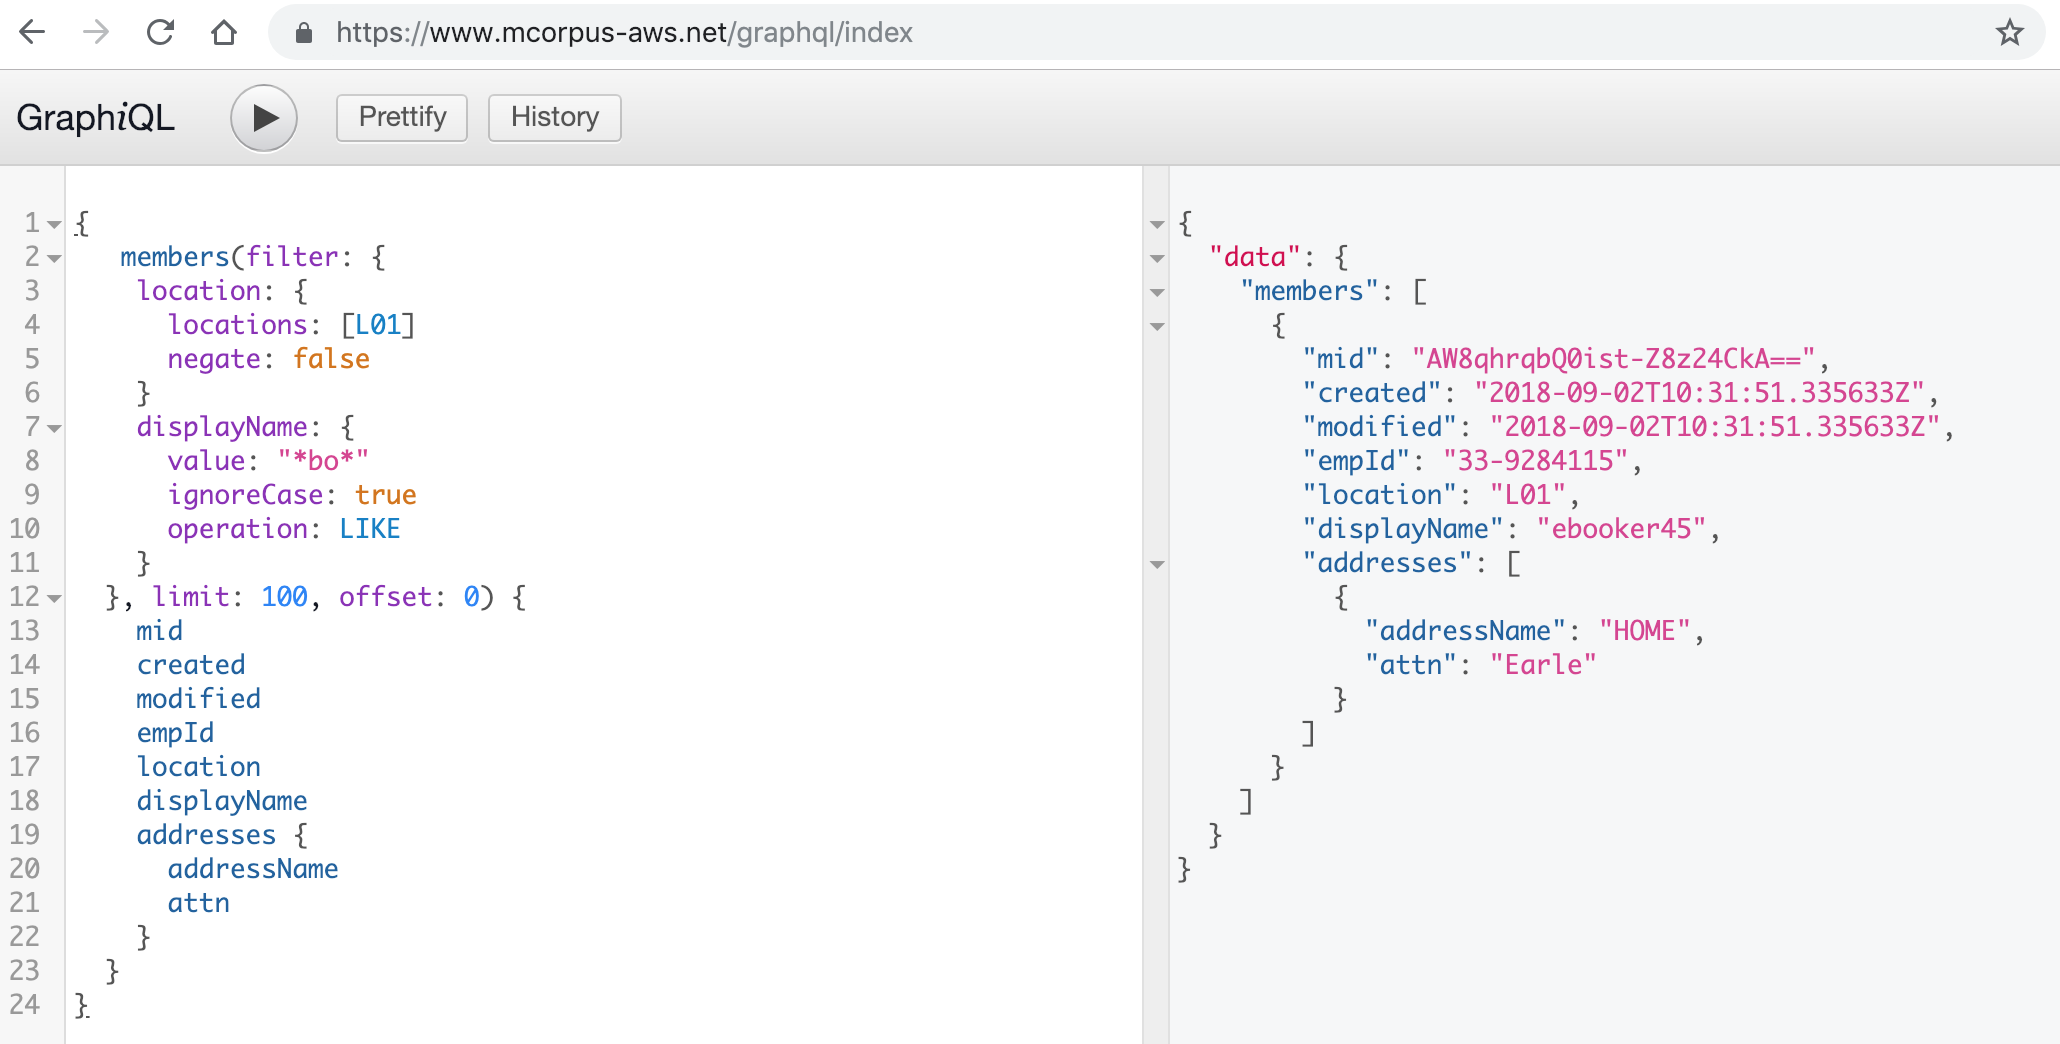 https://www.mcorpus-aws.net/graphql/index
GraphiQL
Prettify
History
1 {
2 members(filter: {
3 location: {
4 locations: [L01]
5 negate: false
6 }
7 displayName: {
8 value: "*bo*"
9 ignoreCase: true
10 operation: LIKE
11 }
12 }, limit: 100, offset: 0) {
13 mid
14 created
15 modified
16 empId
17 location
18 displayName
19 addresses {
20 addressName
21 attn
22 }
23 }
24 }
{
"data": {
"members": [
{
"mid": "AW8qhrqbQ0ist-Z8z24CkA==",
"created": "2018-09-02T10:31:51.335633Z",
"modified": "2018-09-02T10:31:51.335633Z",
"empId": "33-9284115",
"location": "L01",
"displayName": "ebooker45",
"addresses": [
{
"addressName": "HOME",
"attn": "Earle"
}
]
}
]
}
}